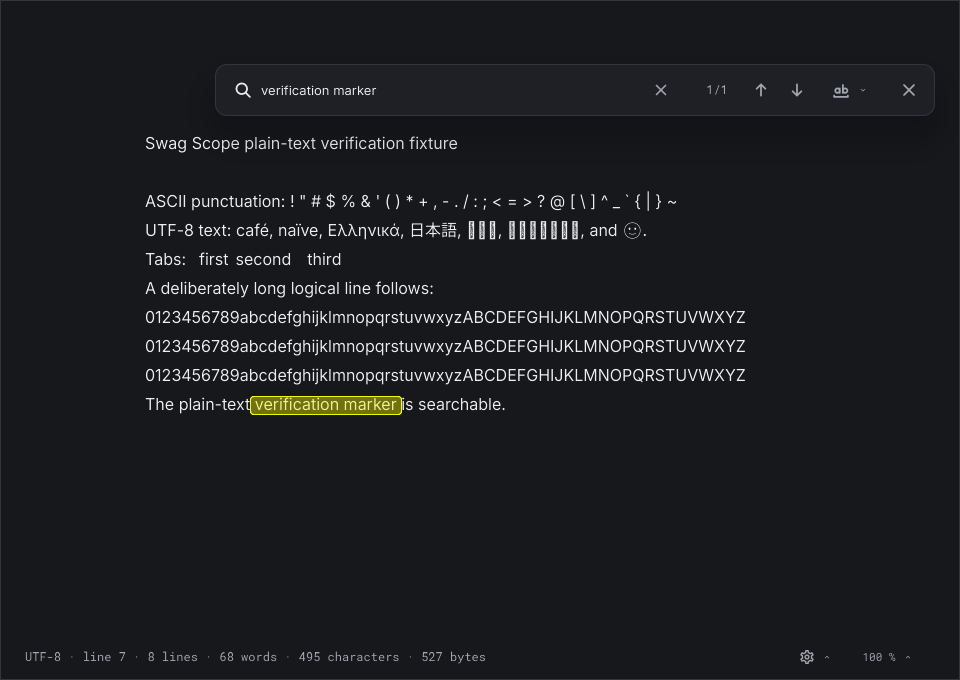 verification marker
1/1
ab
Swag Scope plain-text verification fixture
ASCII punctuation: ! " # $ % & ' ( ) * + , - . / : ; < = > ? @ [ \ ] ^ _ ` { | } ~
UTF-8 text: café, naïve, Ελληνικά, 日本語, , , and ☺.
Tabs: first second third
A deliberately long logical line follows:
0123456789abcdefghijklmnopqrstuvwxyzABCDEFGHIJKLMNOPQRSTUVWXYZ
0123456789abcdefghijklmnopqrstuvwxyzABCDEFGHIJKLMNOPQRSTUVWXYZ
0123456789abcdefghijklmnopqrstuvwxyzABCDEFGHIJKLMNOPQRSTUVWXYZ
The plain-text verification marker is searchable.
UTF-8 · line 7 · 8 lines · 68 words · 495 characters · 527 bytes
100 %